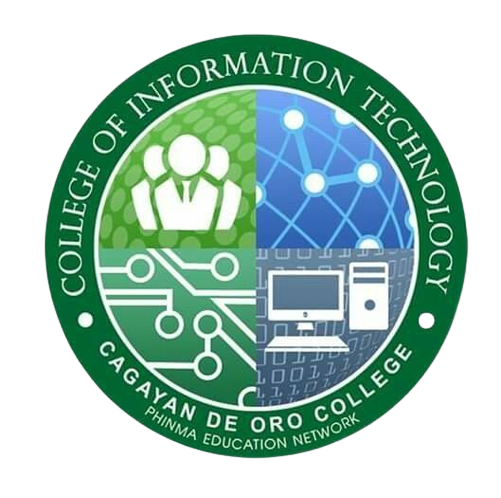 COLLEGE OF INFORMATION TECHNOLOGY
CAGAYAN DE ORO COLLEGE
PHINMA EDUCATION NETWORK